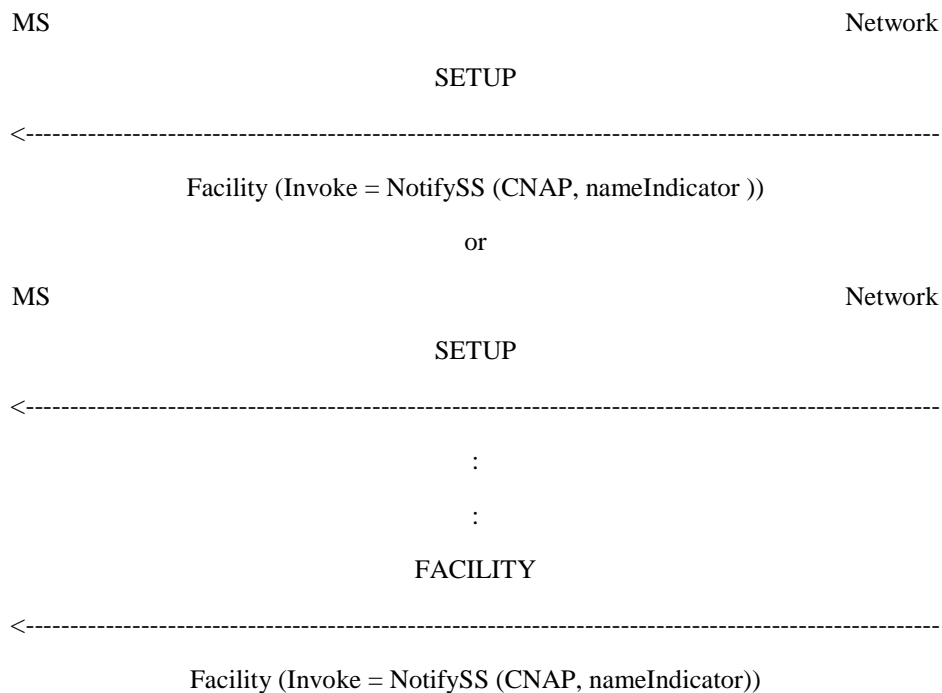 MS Network
SETUP
<-------------------------------------------------------------------------------------------------------
Facility (Invoke = NotifySS (CNAP, nameIndicator ))
or
MS Network
SETUP
<-------------------------------------------------------------------------------------------------------
:
:
FACILITY
<-------------------------------------------------------------------------------------------------------
Facility (Invoke = NotifySS (CNAP, nameIndicator))